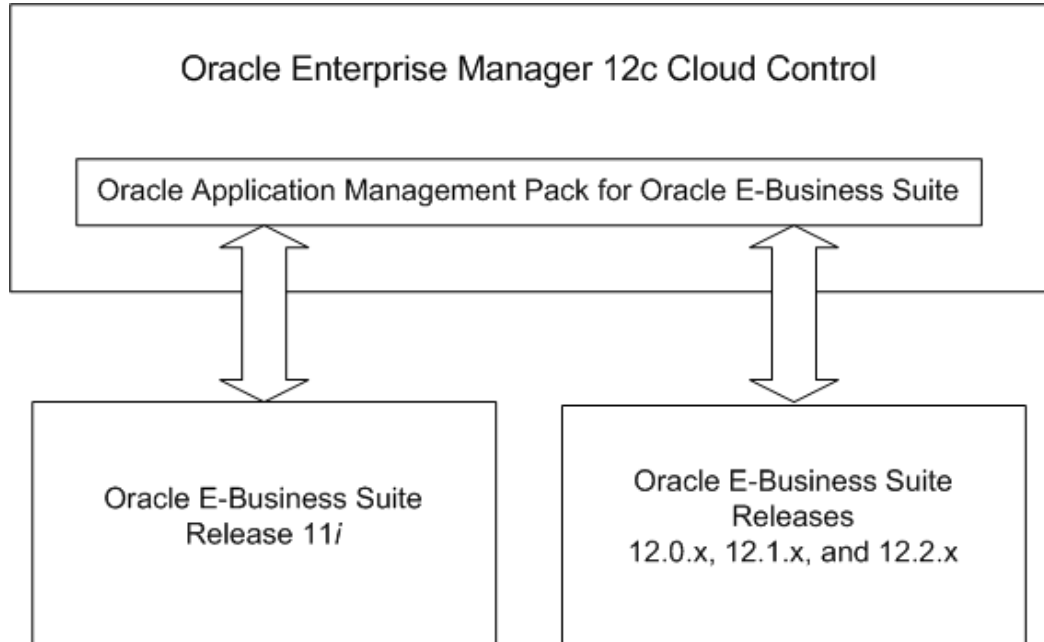 Oracle Enterprise Manager 12c Cloud Control
Oracle Application Management Pack for Oracle E-Business Suite
Oracle E-Business Suite
Release 11i
Oracle E-Business Suite
Releases
12.0.x, 12.1.x, and 12.2.x